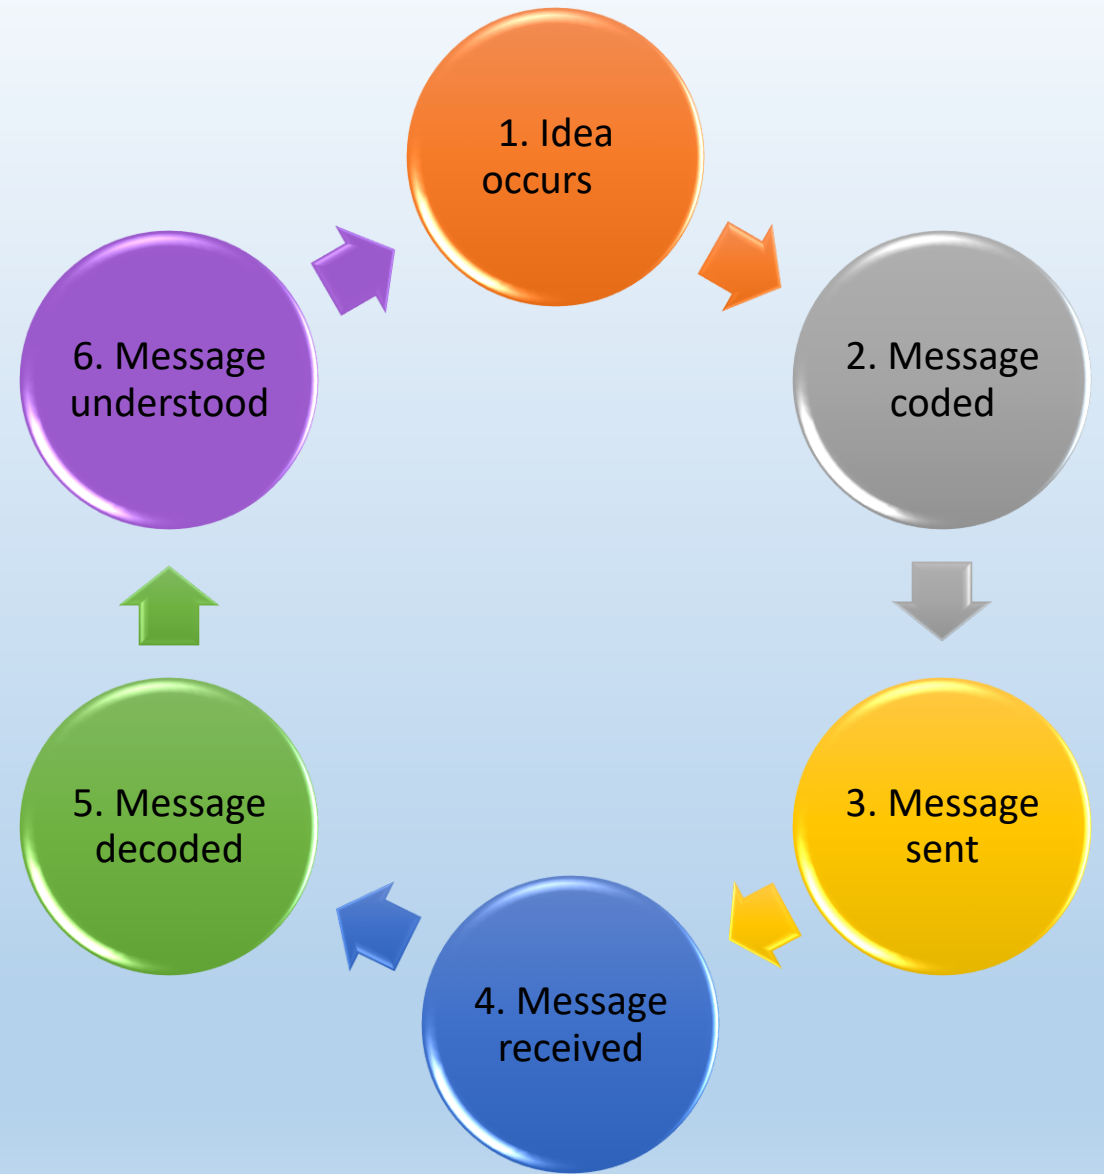 1. Idea
occurs
2. Message
coded
3. Message
sent
4. Message
received
5. Message
decoded
6. Message
understood